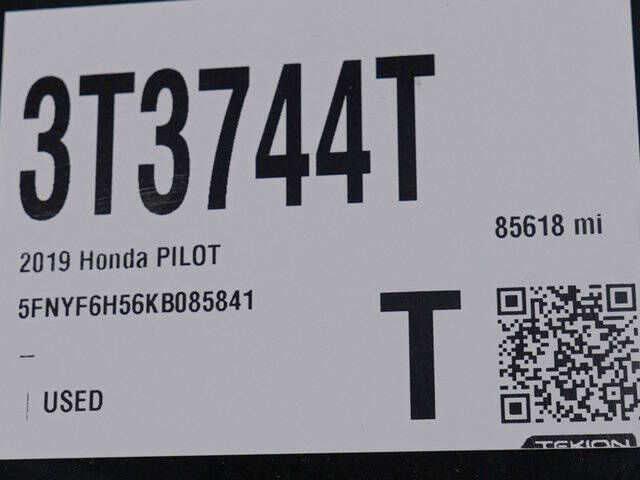 3T3744T
85618 mi
2019 Honda PILOT
5FNYF6H56KB085841
T
–
USED
TEKION